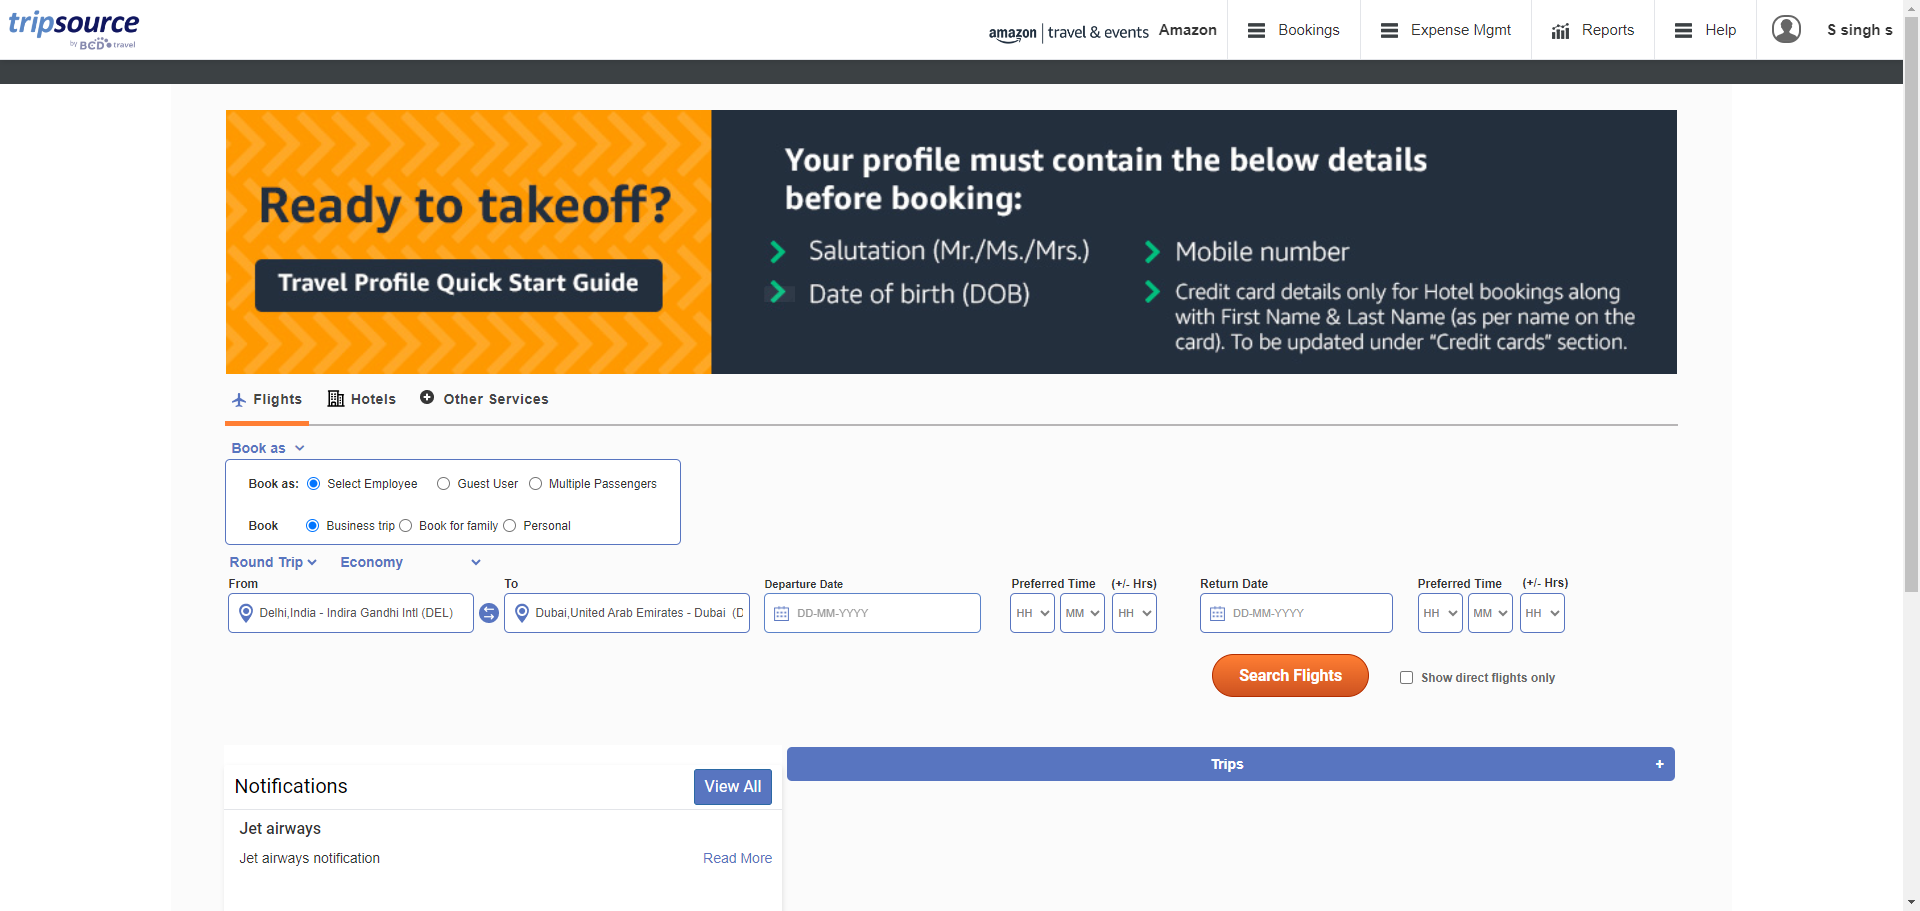 tripsource
by BCD travel
amazon | travel & events Amazon
Bookings
Expense Mgmt
Reports
Help
S singh s
Ready to takeoff?
Travel Profile Quick Start Guide
Your profile must contain the below details
before booking:
Salutation (Mr./Ms./Mrs.)
Date of birth (DOB)
Mobile number
Credit card details only for Hotel bookings along
with First Name & Last Name (as per name on the
card). To be updated under “Credit cards” section.
Flights
Hotels
Other Services
Book as
Book as: Select Employee Guest User Multiple Passengers
Book Business trip Book for family Personal
Round Trip Economy
From
Delhi,India - Indira Gandhi Intl (DEL)
To
Dubai,United Arab Emirates - Dubai (D
Departure Date
DD-MM-YYYY
Preferred Time (+/- Hrs)
HH MM HH
Return Date
DD-MM-YYYY
Preferred Time (+/- Hrs)
HH MM HH
Search Flights
Show direct flights only
Notifications
View All
Jet airways
Jet airways notification
Read More
Trips +